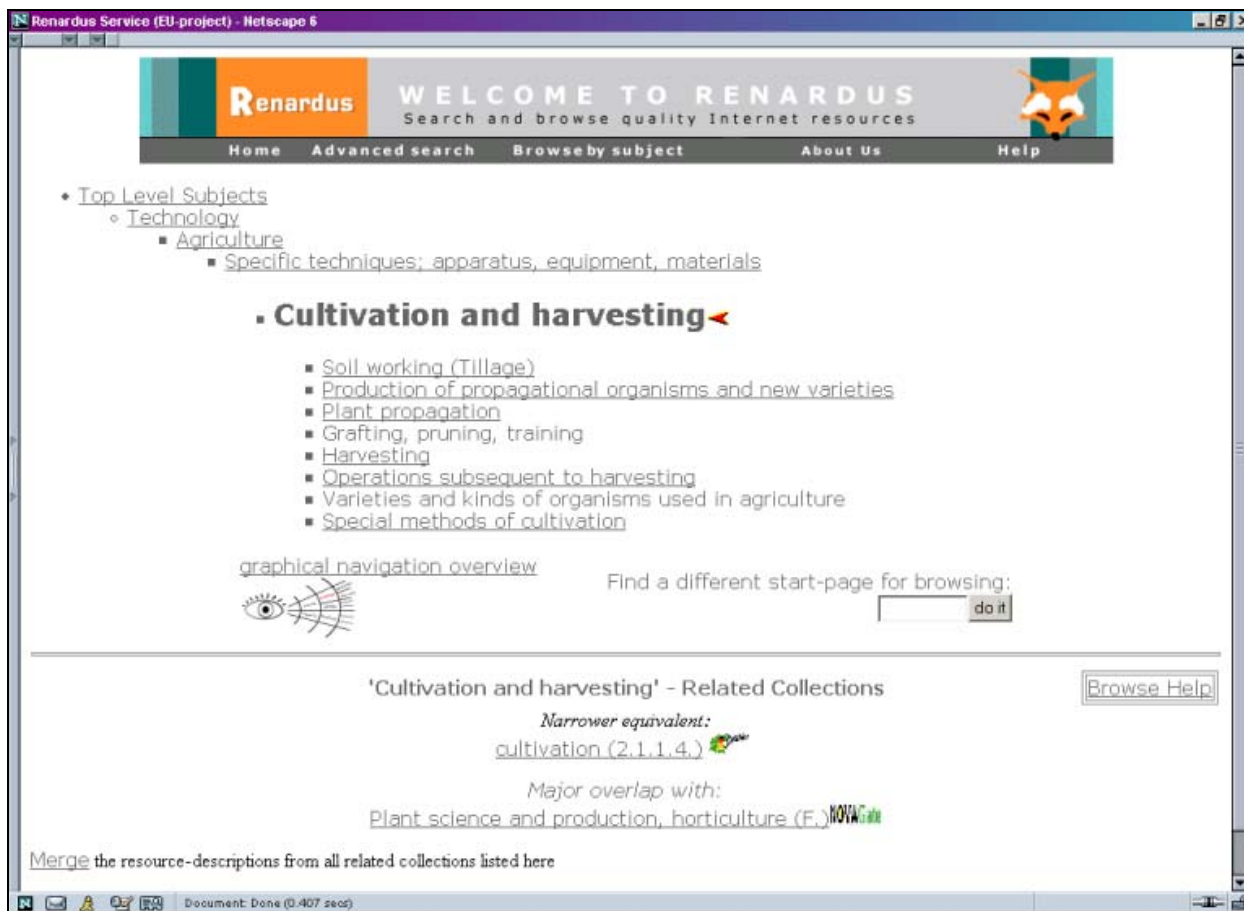 Renardus Service (EU-project) - Netscape 6
Renardus
WELCOME TO RENARDUS
Search and browse quality Internet resources
Home Advanced search Browse by subject About Us Help
Top Level Subjects
Technology
Agriculture
Specific techniques; apparatus, equipment, materials
Cultivation and harvesting
Soil working (Tillage)
Production of propagational organisms and new varieties
Plant propagation
Grafting, pruning, training
Harvesting
Operations subsequent to harvesting
Varieties and kinds of organisms used in agriculture
Special methods of cultivation
graphical navigation overview
Find a different start-page for browsing:
do it
'Cultivation and harvesting' - Related Collections
Browse Help
Narrower equivalent:
cultivation (2.1.1.4.)
Major overlap with:
Plant science and production, horticulture (F.) NOVAGate
Merge the resource-descriptions from all related collections listed here
Document: Done (0.407 secs)